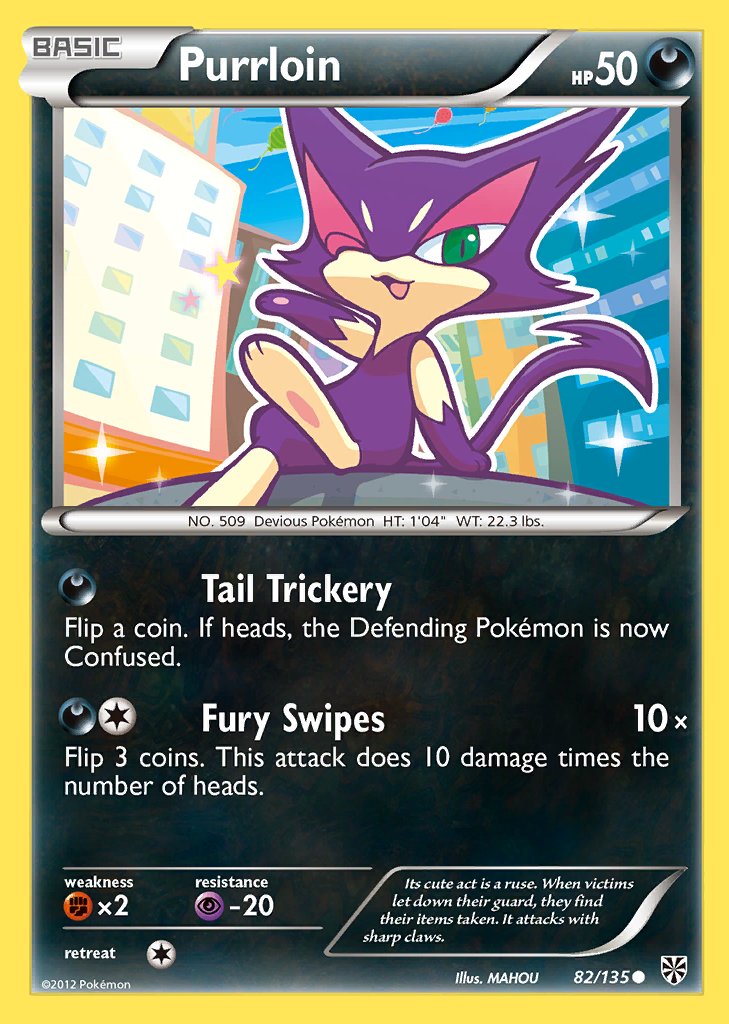 BASIC
Purrloin
HP50
NO. 509 Devious Pokémon HT: 1'04" WT: 22.3 lbs.
Tail Trickery
Flip a coin. If heads, the Defending Pokémon is now
Confused.
Fury Swipes 10×
Flip 3 coins. This attack does 10 damage times the
number of heads.
weakness resistance
×2 -20
retreat
Its cute act is a ruse. When victims
let down their guard, they find
their items taken. It attacks with
sharp claws.
©2012 Pokémon
Illus. MAHOU 82/135